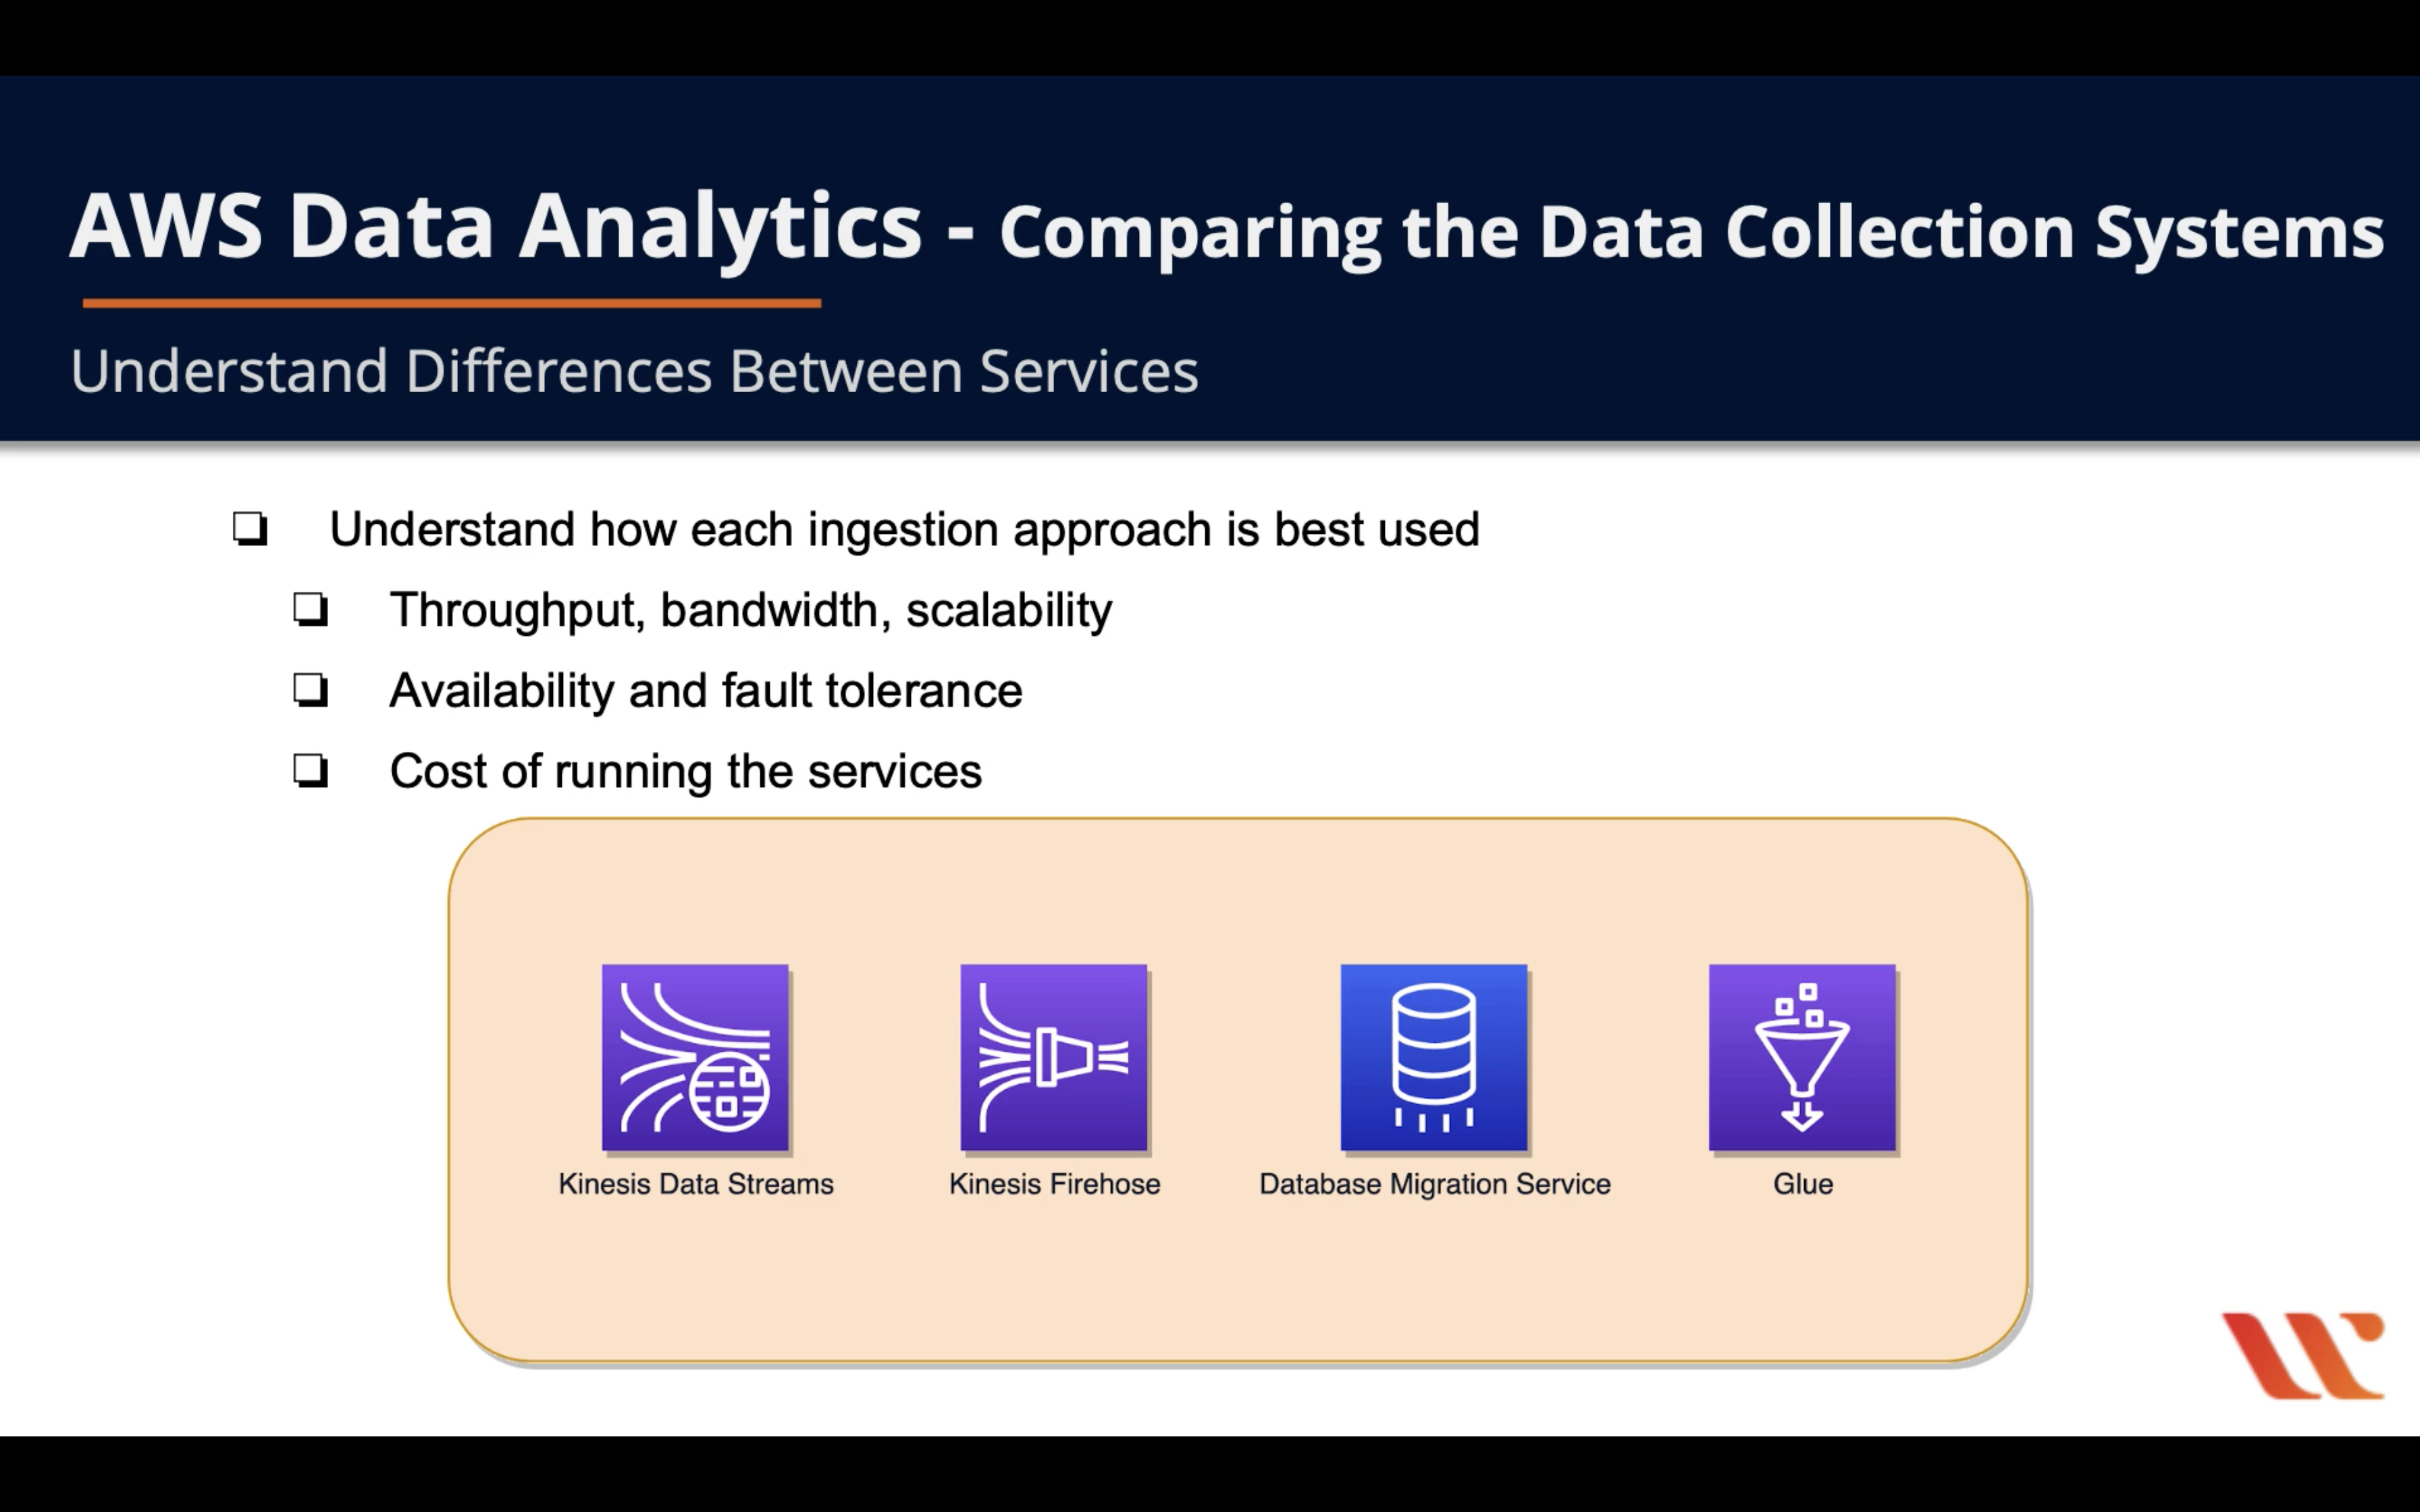 AWS Data Analytics - Comparing the Data Collection Systems
Understand Differences Between Services
Understand how each ingestion approach is best used
Throughput, bandwidth, scalability
Availability and fault tolerance
Cost of running the services
Kinesis Data Streams
Kinesis Firehose
Database Migration Service
Glue